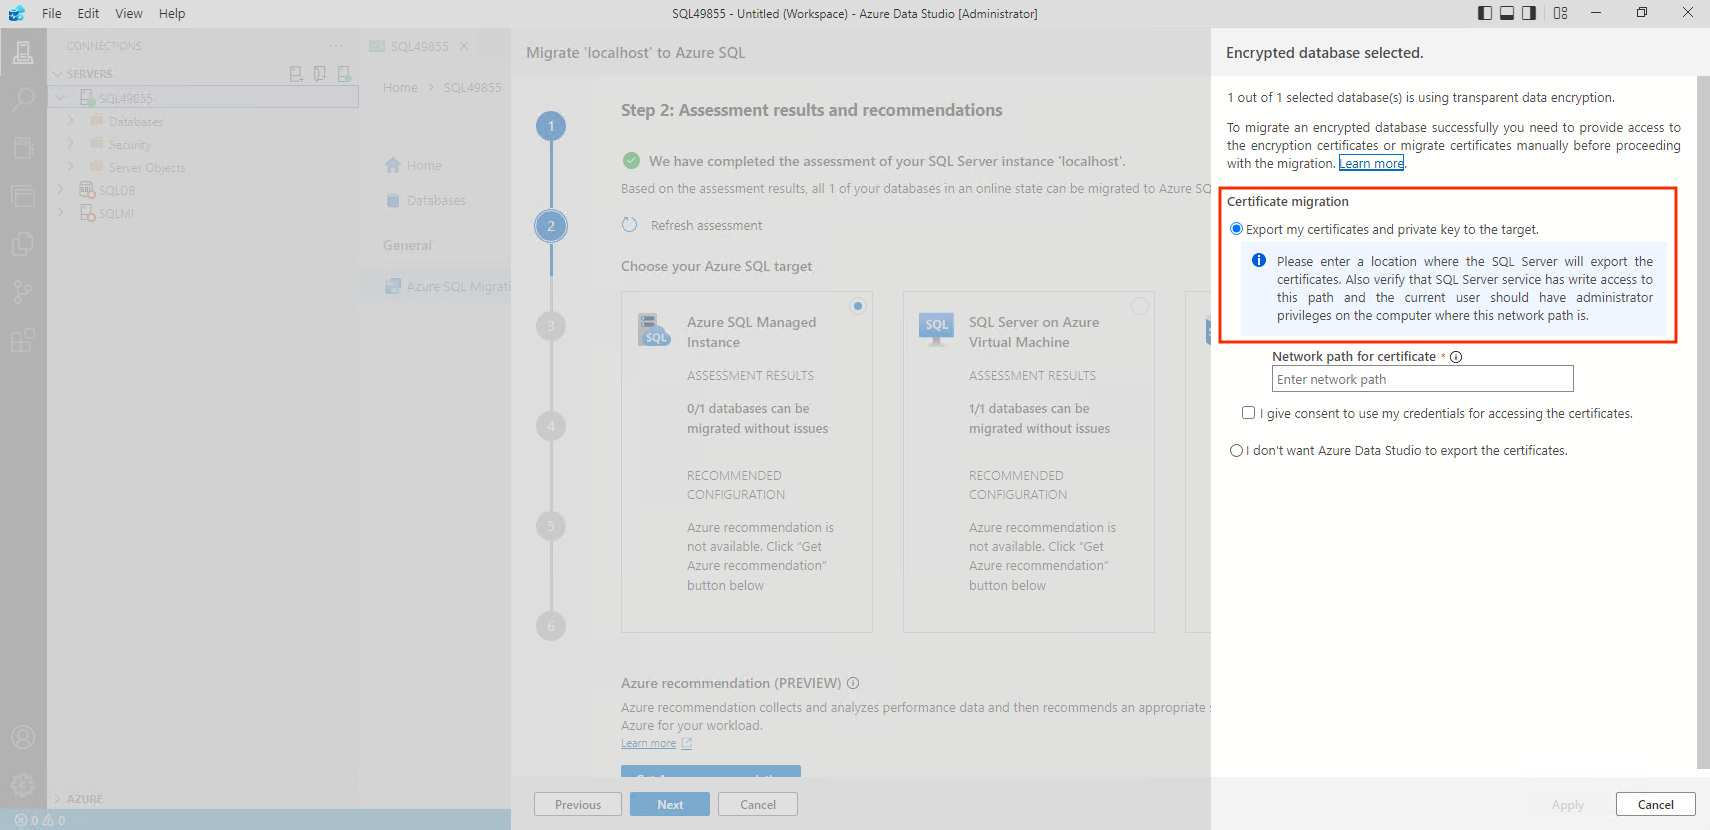 File Edit View Help
SQL49855 - Untitled (Workspace) - Azure Data Studio [Administrator]
CONNECTIONS
SERVERS
SQL49855
Databases
Security
Server Objects
SQLDB
SQLMI
AZURE
0 0
SQL49855
Home > SQL49855
Home
Databases
General
Azure SQL Migrati
Migrate 'localhost' to Azure SQL
1
2
3
4
5
6
Step 2: Assessment results and recommendations
We have completed the assessment of your SQL Server instance 'localhost'.
Based on the assessment results, all 1 of your databases in an online state can be migrated to Azure SQ
Refresh assessment
Choose your Azure SQL target
SQL
Azure SQL Managed
Instance
ASSESSMENT RESULTS
0/1 databases can be
migrated without issues
RECOMMENDED
CONFIGURATION
Azure recommendation is
not available. Click "Get
Azure recommendation"
button below
SQL
SQL Server on Azure
Virtual Machine
ASSESSMENT RESULTS
1/1 databases can be
migrated without issues
RECOMMENDED
CONFIGURATION
Azure recommendation is
not available. Click "Get
Azure recommendation"
button below
Azure recommendation (PREVIEW)
Azure recommendation collects and analyzes performance data and then recommends an appropriate s
Azure for your workload.
Learn more
Previous
Next
Cancel
Encrypted database selected.
1 out of 1 selected database(s) is using transparent data encryption.
To migrate an encrypted database successfully you need to provide access to
the encryption certificates or migrate certificates manually before proceeding
with the migration. Learn more.
Certificate migration
Export my certificates and private key to the target.
Please enter a location where the SQL Server will export the
certificates. Also verify that SQL Server service has write access to
this path and the current user should have administrator
privileges on the computer where this network path is.
Network path for certificate *
Enter network path
I give consent to use my credentials for accessing the certificates.
I don't want Azure Data Studio to export the certificates.
Apply
Cancel